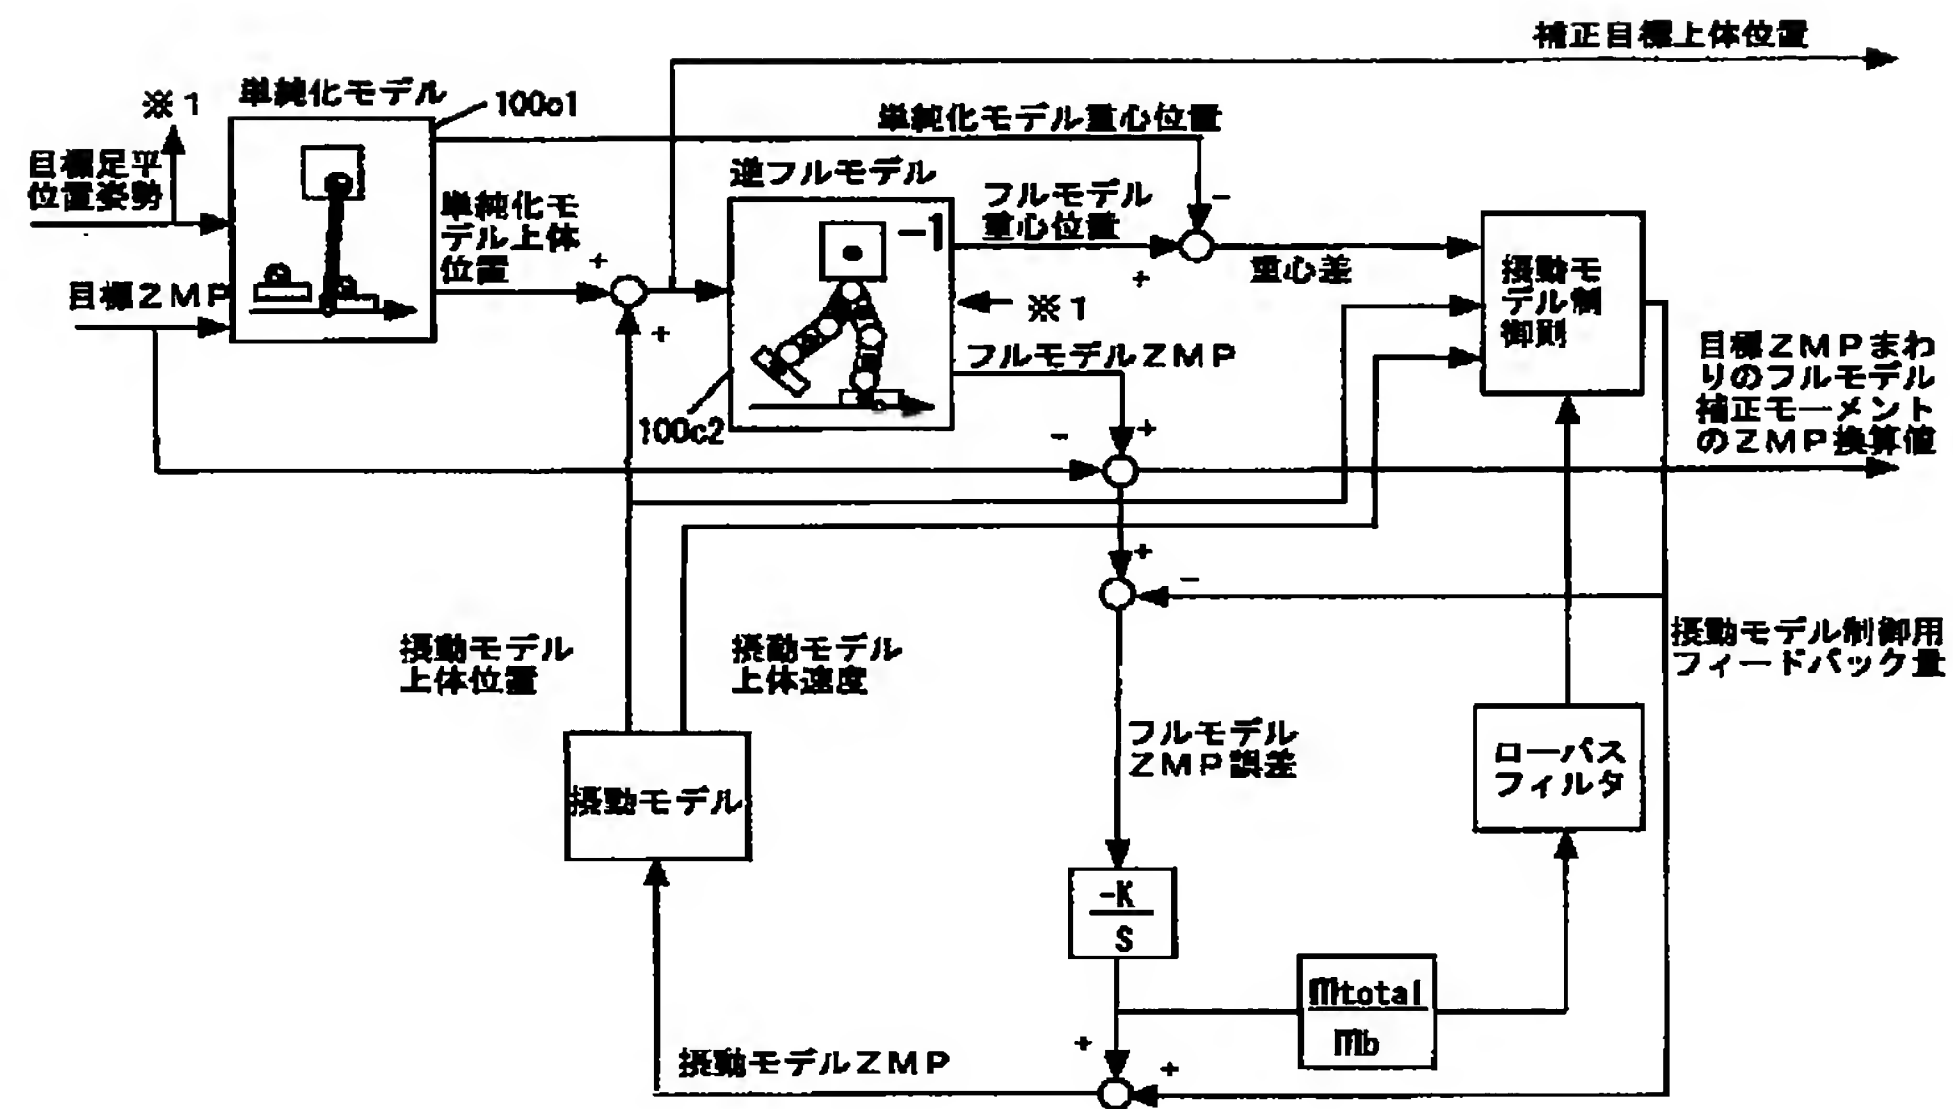 補正目標上体位置
※1
単純化モデル
100c1
単純化モデル重心位置
目標足平
位置姿勢
逆フルモデル
単純化モ
デル上体
位置
フルモデル
重心位置
-1
-
+
+
重心差
摂動モ
デル制
御則
目標ZMP
※1
+
フルモデルZMP
目標ZMPまわ
りのフルモデル
補正モーメント
のZMP換算値
100c2
-
+
+
-
摂動モデル
上体位置
摂動モデル
上体速度
摂動モデル制御用
フィードバック量
フルモデル
ZMP誤差
ローパス
フィルタ
摂動モデル
-K
S
mtotal
mb
+
+
摂動モデルZMP